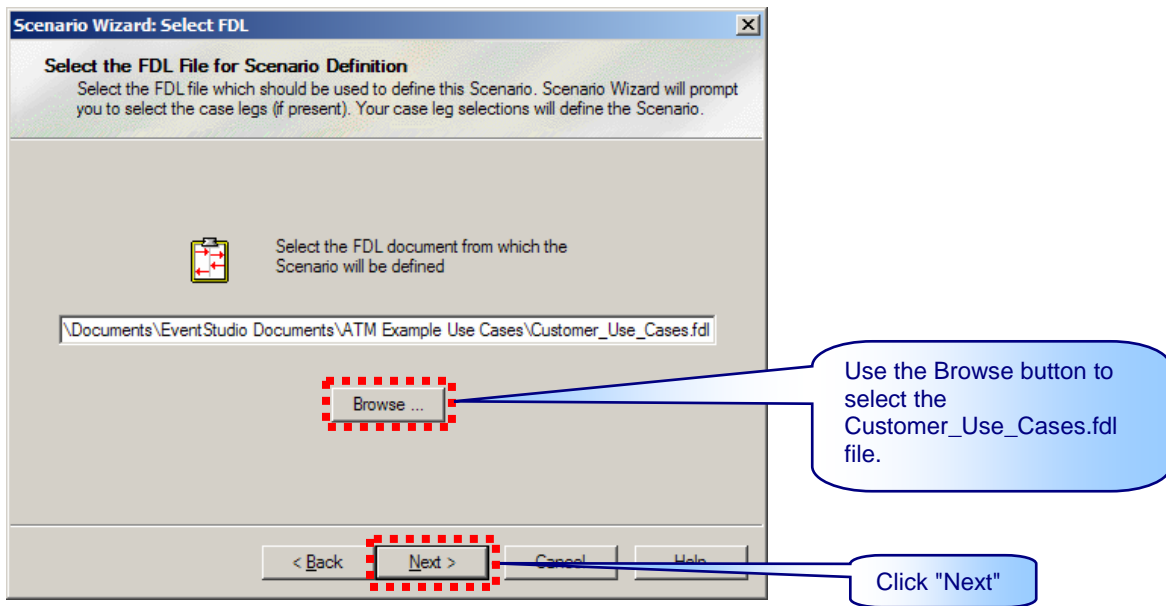 Scenario Wizard: Select FDL
Select the FDL File for Scenario Definition
Select the FDL file which should be used to define this Scenario. Scenario Wizard will prompt
you to select the case legs (if present). Your case leg selections will define the Scenario.
Select the FDL document from which the
Scenario will be defined
\Documents\EventStudio Documents\ATM Example Use Cases\Customer_Use_Cases.fdl
Browse ...
Use the Browse button to
select the
Customer_Use_Cases.fdl
file.
< Back
Next >
Cancel
Help
Click "Next"